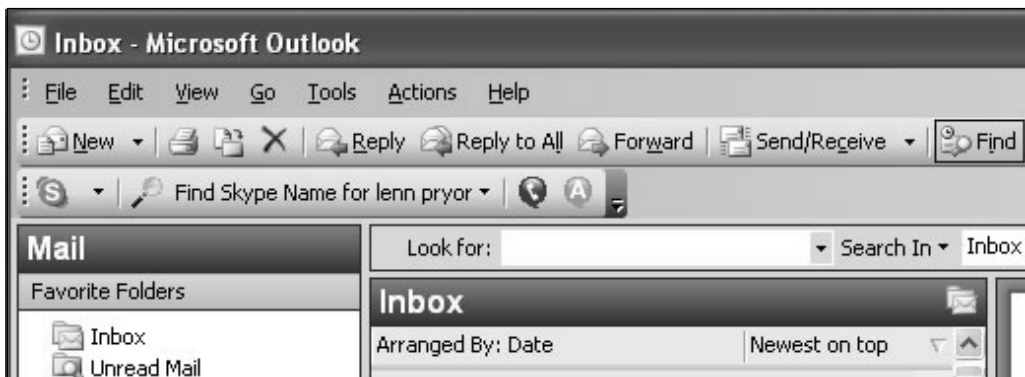 Inbox - Microsoft Outlook
File Edit View Go Tools Actions Help
New Reply Reply to All Forward Send/Receive Find
Find Skype Name for lenn pryor
Mail Look for: Search In Inbox
Favorite Folders Inbox
Inbox Arranged By: Date Newest on top
Unread Mail